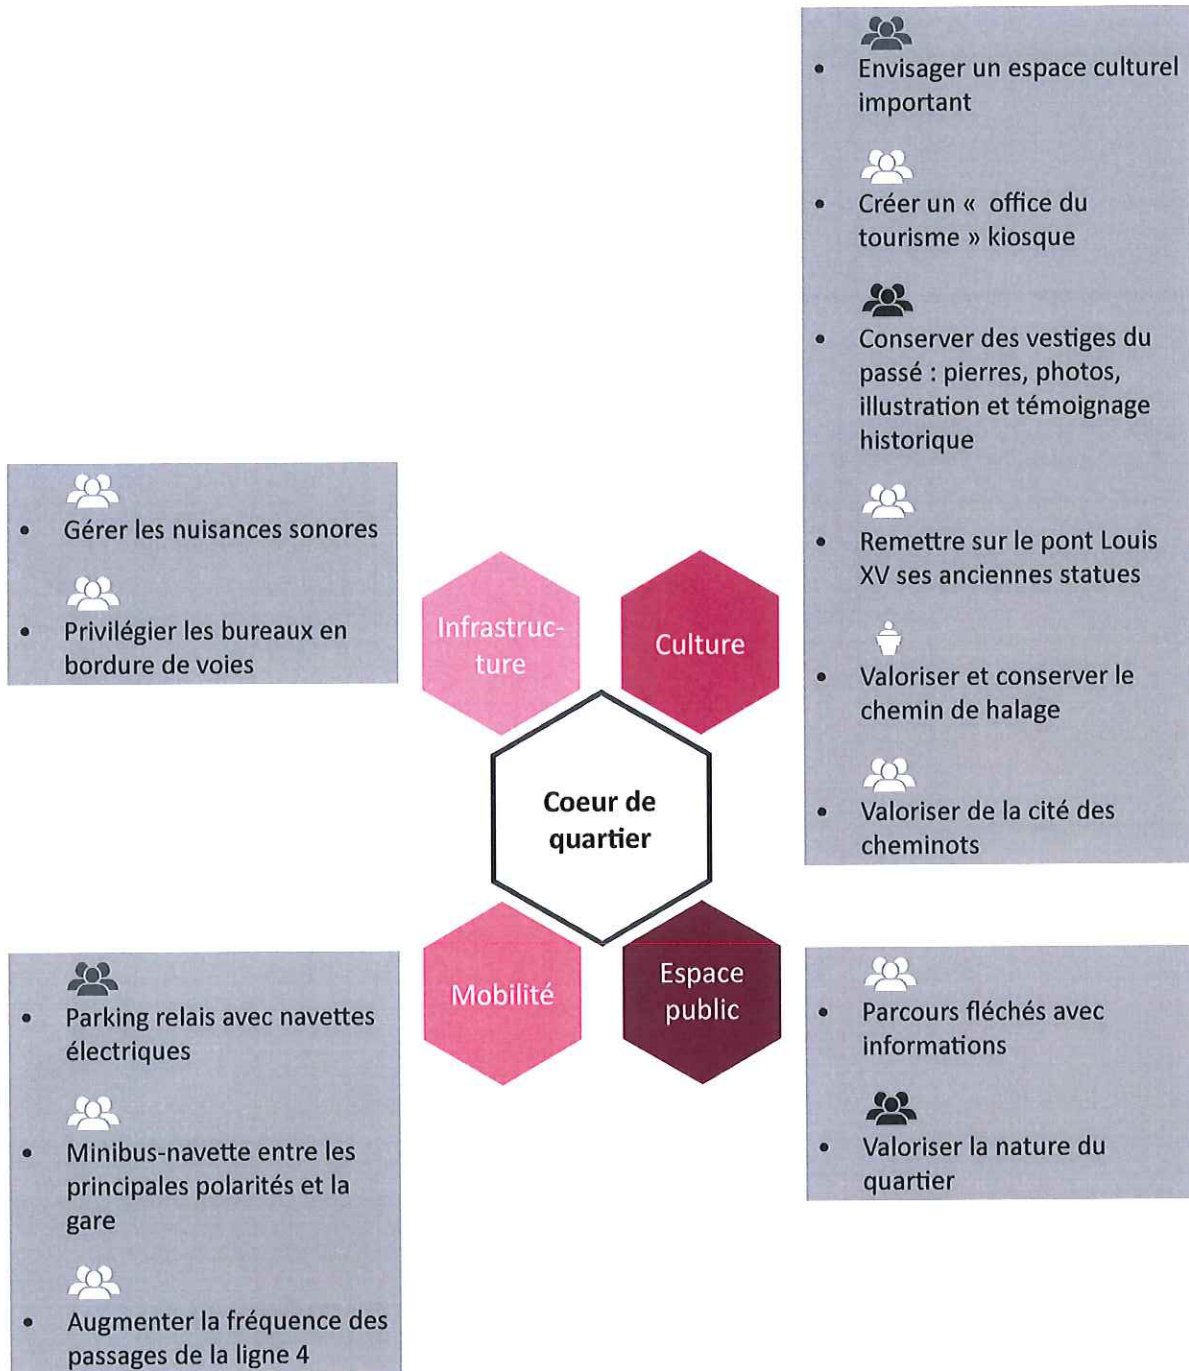 • Envisager un espace culturel
important
• Créer un «  office du
tourisme » kiosque
• Conserver des vestiges du
passé : pierres, photos,
illustration et témoignage
historique
• Remettre sur le pont Louis
XV ses anciennes statues
• Valoriser et conserver le
chemin de halage
• Valoriser de la cité des
cheminots
• Gérer les nuisances sonores
• Privilégier les bureaux en
bordure de voies
Infrastruc-
ture
Culture
Coeur de
quartier
Mobilité
Espace
public
• Parking relais avec navettes
électriques
• Minibus-navette entre les
principales polarités et la
gare
• Augmenter la fréquence des
passages de la ligne 4
• Parcours fléchés avec
informations
• Valoriser la nature du
quartier